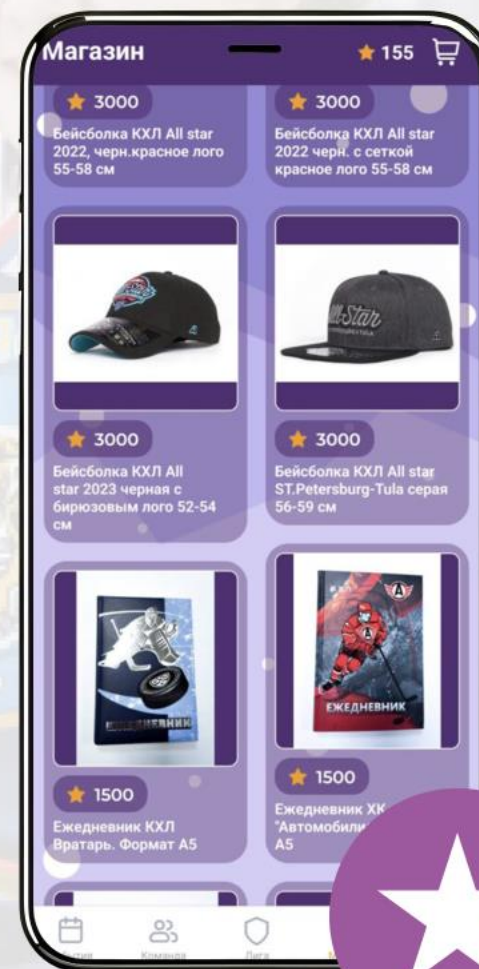 Магазин
155
3000
3000
Бейсболка КХЛ All star
2022, черн.красное лого
55-58 см
Бейсболка КХЛ All star
2022 черн. с сеткой
красное лого 55-58 см
All-Star
3000
3000
Бейсболка КХЛ All
star 2023 черная с
бирюзовым лого 52-54
см
Бейсболка КХЛ All star
ST.Petersburg-Tula серая
56-59 см
ЕЖЕДНЕВНИК
ЕЖЕДНЕВНИК
1500
1500
Ежедневник КХЛ
Вратарь. Формат А5
Ежедневник ХК
"Автомобили
А5
Команда
Лига